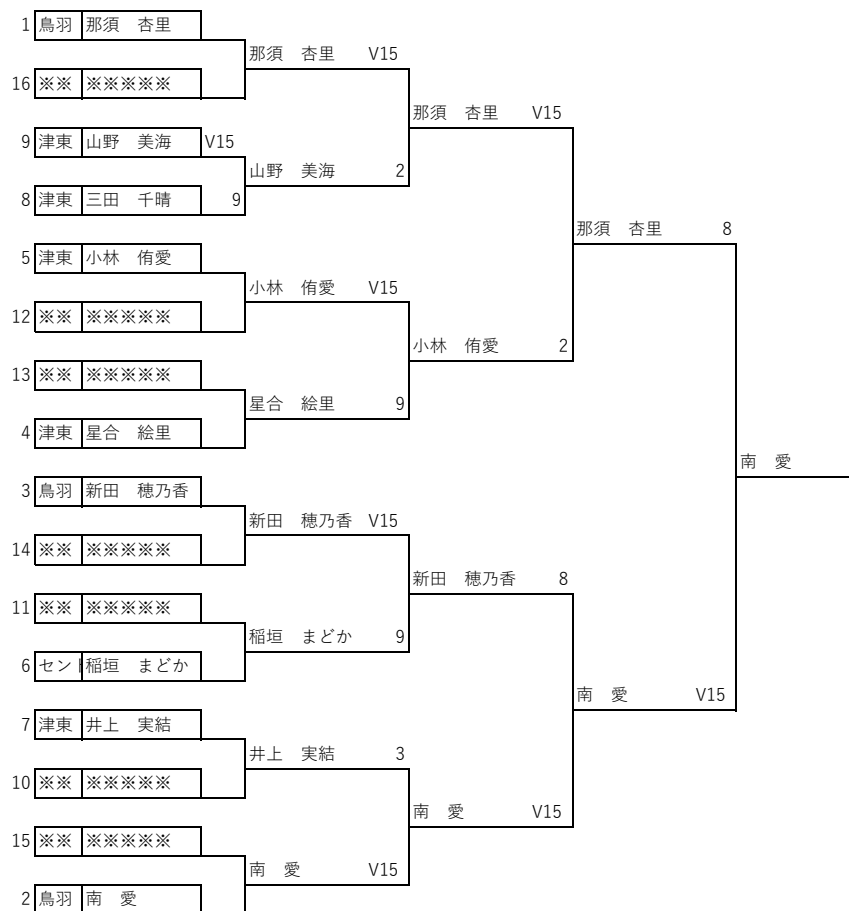 1 鳥羽 那須　杏里
那須　杏里 V15
16 ※※ ※※※※※
那須　杏里 V15
9 津東 山野　美海 V15
山野　美海 2
8 津東 三田　千晴 9
那須　杏里 8
5 津東 小林　侑愛
小林　侑愛 V15
12 ※※ ※※※※※
小林　侑愛 2
13 ※※ ※※※※※
星合　絵里 9
4 津東 星合　絵里
南　愛
3 鳥羽 新田　穂乃香
新田　穂乃香 V15
14 ※※ ※※※※※
新田　穂乃香 8
11 ※※ ※※※※※
稲垣　まどか 9
6 セント 稲垣　まどか
南　愛 V15
7 津東 井上　実結
井上　実結 3
10 ※※ ※※※※※
南　愛 V15
15 ※※ ※※※※※
南　愛 V15
2 鳥羽 南　愛